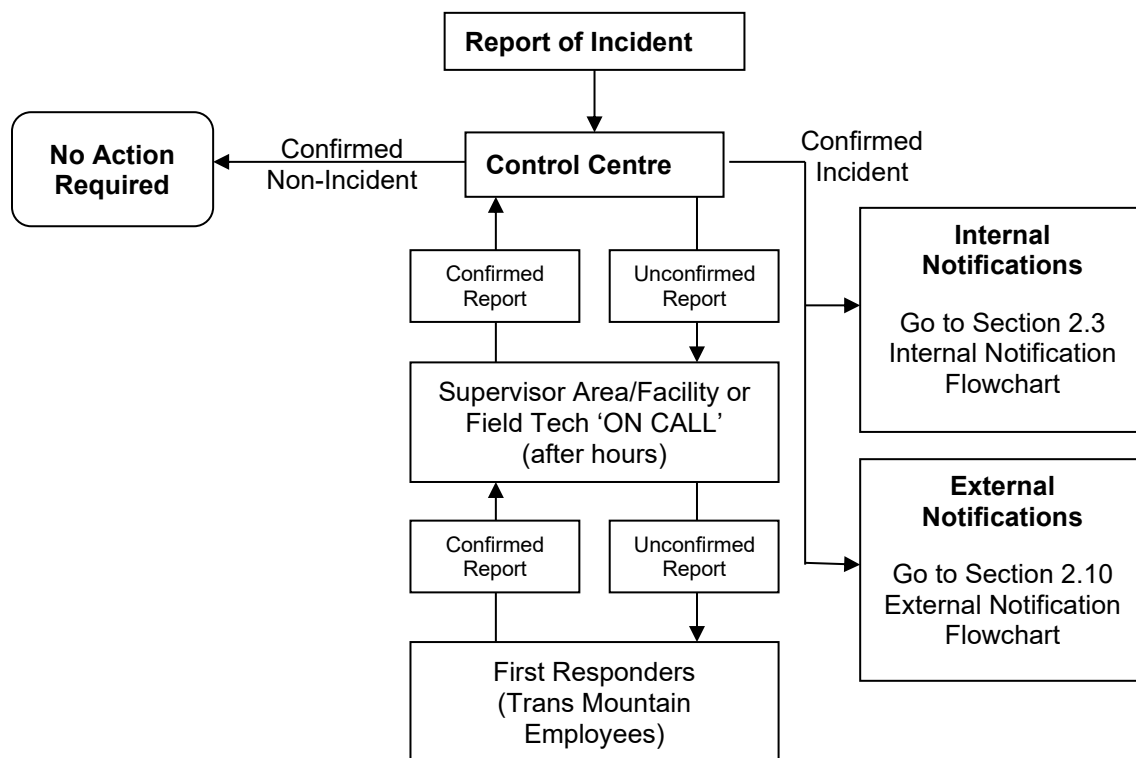 Report of Incident
No Action
Required
Confirmed
Non-Incident
Control Centre
Confirmed
Incident
Confirmed
Report
Unconfirmed
Report
Internal
Notifications
Go to Section 2.3
Internal Notification
Flowchart
Supervisor Area/Facility or
Field Tech ‘ON CALL’
(after hours)
Confirmed
Report
Unconfirmed
Report
External
Notifications
Go to Section 2.10
External Notification
Flowchart
First Responders
(Trans Mountain
Employees)